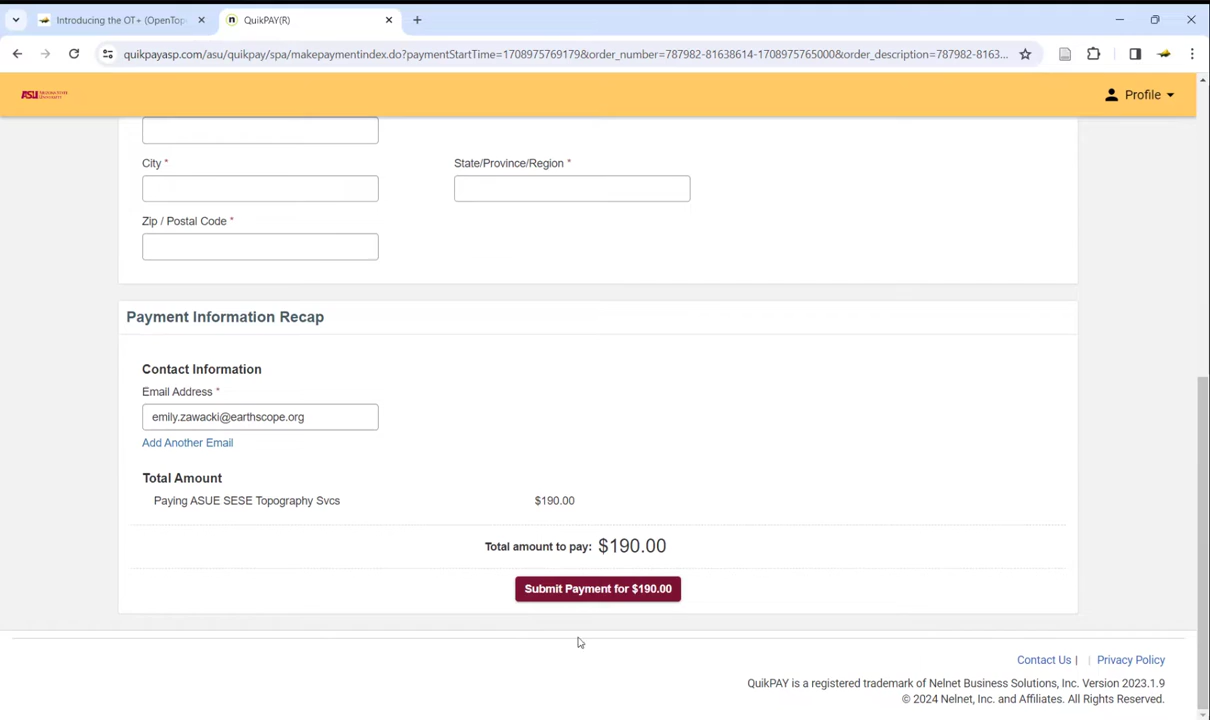 Introducing the OT+ (OpenTop
QuikPAY(R)
quikpayasp.com/asu/quikpay/spa/makepaymentindex.do?paymentStartTime=1708975769179&order_number=787982-81638614-1708975765000&order_description=787982-8163...
ASU Arizona State University
Profile
City *
State/Province/Region *
Zip / Postal Code *
Payment Information Recap
Contact Information
Email Address *
emily.zawacki@earthscope.org
Add Another Email
Total Amount
Paying ASUE SESE Topography Svcs $190.00
Total amount to pay: $190.00
Submit Payment for $190.00
Contact Us | | Privacy Policy
QuikPAY is a registered trademark of Nelnet Business Solutions, Inc. Version 2023.1.9
© 2024 Nelnet, Inc. and Affiliates. All Rights Reserved.